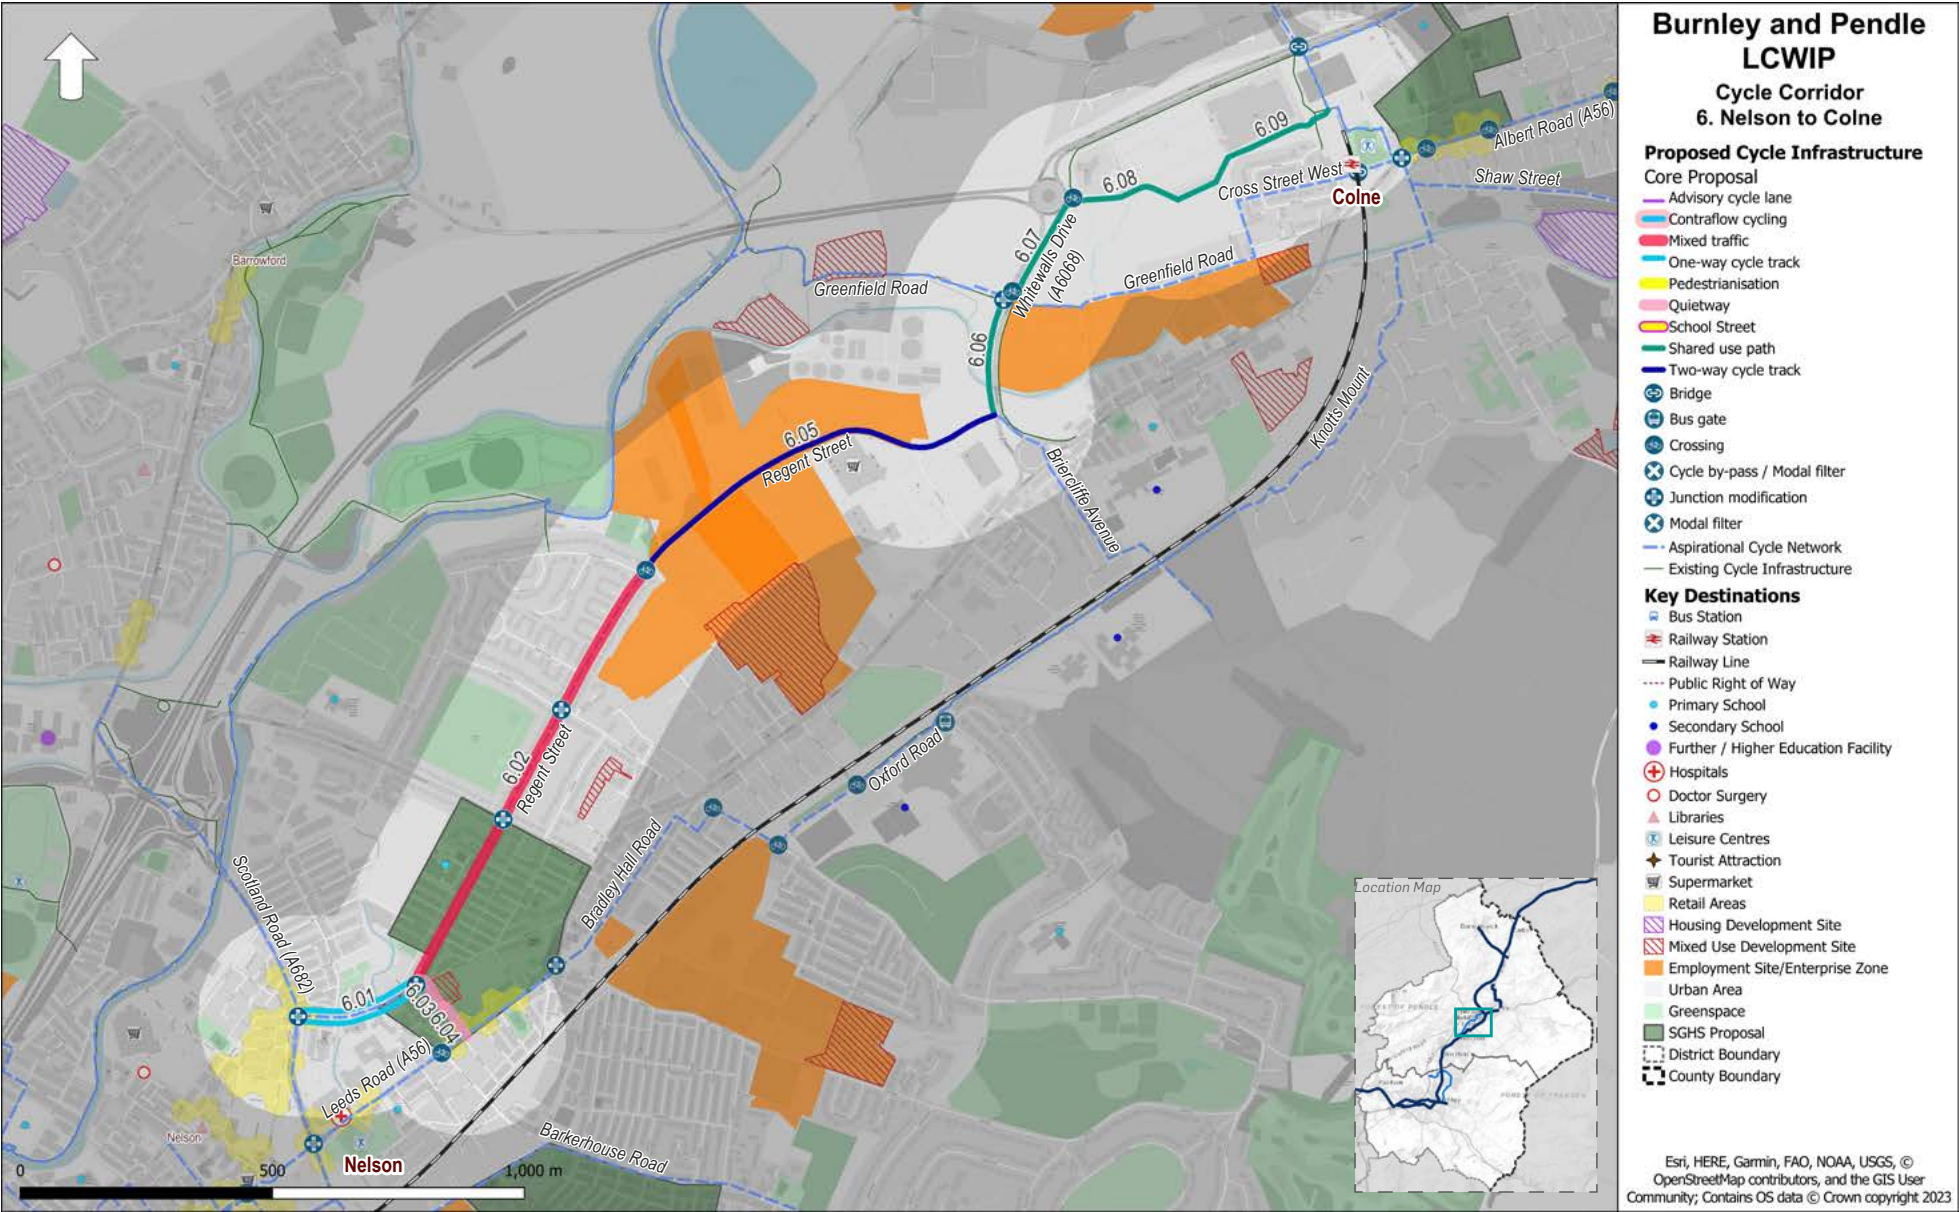 Burnley and Pendle
LCWIP
Cycle Corridor
6. Nelson to Colne
Proposed Cycle Infrastructure
Core Proposal
Advisory cycle lane
Contraflow cycling
Mixed traffic
One-way cycle track
Pedestrianisation
Quietway
School Street
Shared use path
Two-way cycle track
Bridge
Bus gate
Crossing
Cycle by-pass / Modal filter
Junction modification
Modal filter
Aspirational Cycle Network
Existing Cycle Infrastructure
Key Destinations
Bus Station
Railway Station
Railway Line
Public Right of Way
Primary School
Secondary School
Further / Higher Education Facility
Hospitals
Doctor Surgery
Libraries
Leisure Centres
Tourist Attraction
Supermarket
Retail Areas
Housing Development Site
Mixed Use Development Site
Employment Site/Enterprise Zone
Urban Area
Greenspace
SGHS Proposal
District Boundary
County Boundary
Esri, HERE, Garmin, FAO, NOAA, USGS, ©
OpenStreetMap contributors, and the GIS User
Community; Contains OS data © Crown copyright 2023
6.09
Albert Road (A56)
6.08
Cross Street West
Shaw Street
Colne
6.07
Whitewalls Drive
(A6068)
Barrowford
Greenfield Road
Greenfield Road
6.06
Knotts Mount
6.05
Regent Street
Briercliffe Avenue
6.02
Regent Street
Oxford Road
Bradley Hall Road
Scotland Road (A682)
6.01
6.03
6.04
Leeds Road (A56)
Nelson
Nelson
Barkerhouse Road
0
500
1,000 m
Location Map